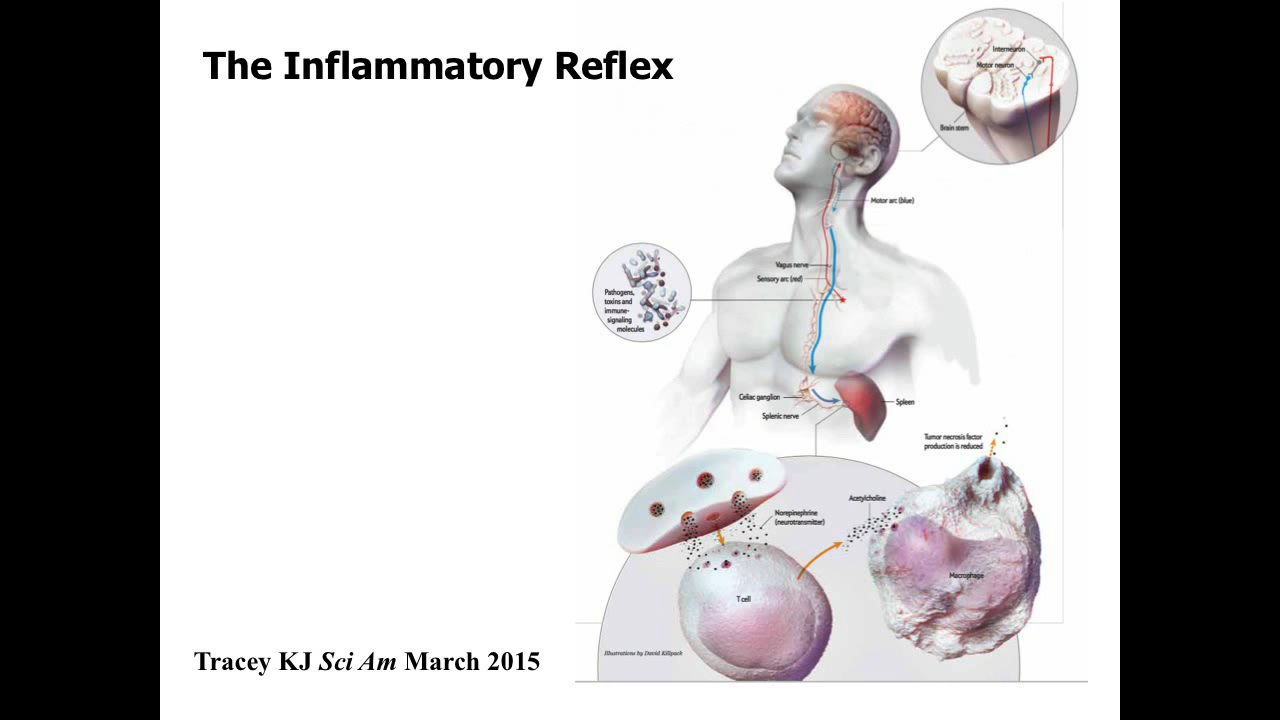 The Inflammatory Reflex
Interneuron
Motor neuron
Brain stem
Motor arc (blue)
Vagus nerve
Sensory arc (red)
Pathogens,
toxins and
immune-
signaling
molecules
Celiac ganglion
Splenic nerve
Spleen
Tumor necrosis factor
production is reduced
Norepinephrine
(neurotransmitter)
Acetylcholine
Macrophage
T cell
Illustrations by David Killpack
Tracey KJ Sci Am March 2015